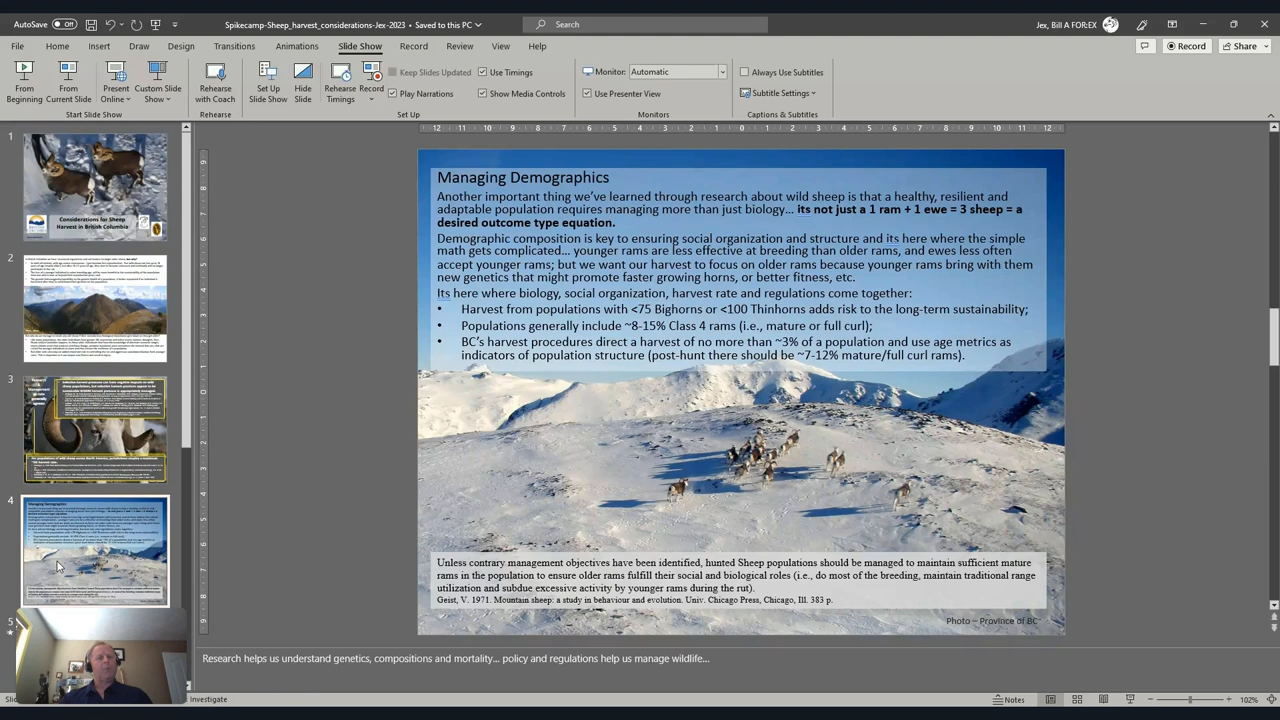 AutoSave Off
Spikecamp-Sheep_harvest_considerations-Jex-2023 • Saved to this PC
Search
Jex, Bill A FOR:EX
File Home Insert Draw Design Transitions Animations Slide Show Record Review View Help
Record Share
From Beginning
From Current Slide
Present Online
Custom Slide Show
Start Slide Show
Rehearse with Coach
Rehearse
Set Up Slide Show
Hide Slide
Rehearse Timings
Record
Keep Slides Updated
Play Narrations
Use Timings
Show Media Controls
Set Up
Monitor: Automatic
Use Presenter View
Monitors
Always Use Subtitles
Subtitle Settings
Captions & Subtitles
1
Considerations for Sheep
Harvest in British Columbia
2
3
4
Managing Demographics
5
Managing Demographics
Another important thing we've learned through research about wild sheep is that a healthy, resilient and
adaptable population requires managing more than just biology... its not just a 1 ram + 1 ewe = 3 sheep = a
desired outcome type equation.
Demographic composition is key to ensuring social organization and structure and its here where the simple
math gets complicated... younger rams are less effective at breeding than older rams, and ewes less often
accept younger rams; but we want our harvest to focus on older rams because younger rams bring with them
new genetics that might promote faster growing horns, or better fitness, etc.
Its here where biology, social organization, harvest rate and regulations come together:
• Harvest from populations with <75 Bighorns or <100 Thinhorns adds risk to the long-term sustainability;
• Populations generally include ~8-15% Class 4 rams (i.e., mature or full curl);
• BC's harvest procedures direct a harvest of no more than ~3% of a population and use age metrics as
indicators of population structure (post-hunt there should be ~7-12% mature/full curl rams).
Unless contrary management objectives have been identified, hunted Sheep populations should be managed to maintain sufficient mature
rams in the population to ensure older rams fulfill their social and biological roles (i.e., do most of the breeding, maintain traditional range
utilization and subdue excessive activity by younger rams during the rut).
Geist, V. 1971. Mountain sheep: a study in behaviour and evolution. Univ. Chicago Press, Chicago, Ill. 383 p.
Photo – Province of BC
Research helps us understand genetics, compositions and mortality... policy and regulations help us manage wildlife...
Investigate
Notes
102%